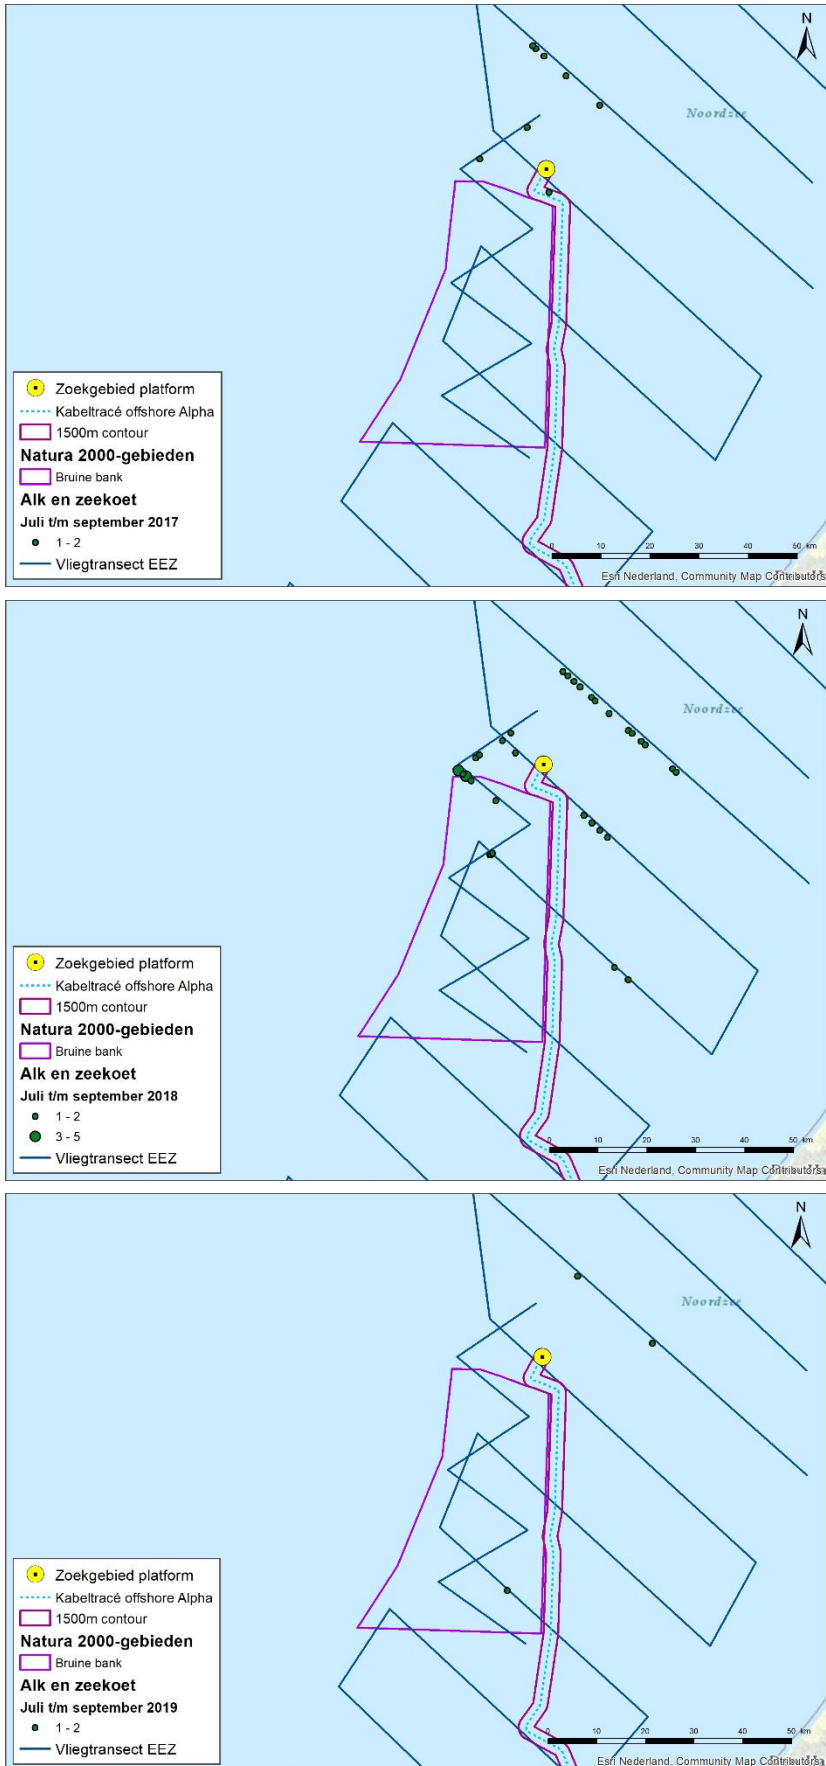 N
Noordzee
Zoekgebied platform
Kabeltracé offshore Alpha
1500m contour
Natura 2000-gebieden
Bruine bank
Alk en zeekoet
Juli t/m september 2017
1 - 2
Vliegtransect EEZ
0 10 20 30 40 50 km
Esri Nederland, Community Map Contributors
N
Noordzee
Zoekgebied platform
Kabeltracé offshore Alpha
1500m contour
Natura 2000-gebieden
Bruine bank
Alk en zeekoet
Juli t/m september 2018
1 - 2
3 - 5
Vliegtransect EEZ
0 10 20 30 40 50 km
Esri Nederland, Community Map Contributors
N
Noordzee
Zoekgebied platform
Kabeltracé offshore Alpha
1500m contour
Natura 2000-gebieden
Bruine bank
Alk en zeekoet
Juli t/m september 2019
1 - 2
Vliegtransect EEZ
0 10 20 30 40 50 km
Esri Nederland, Community Map Contributors